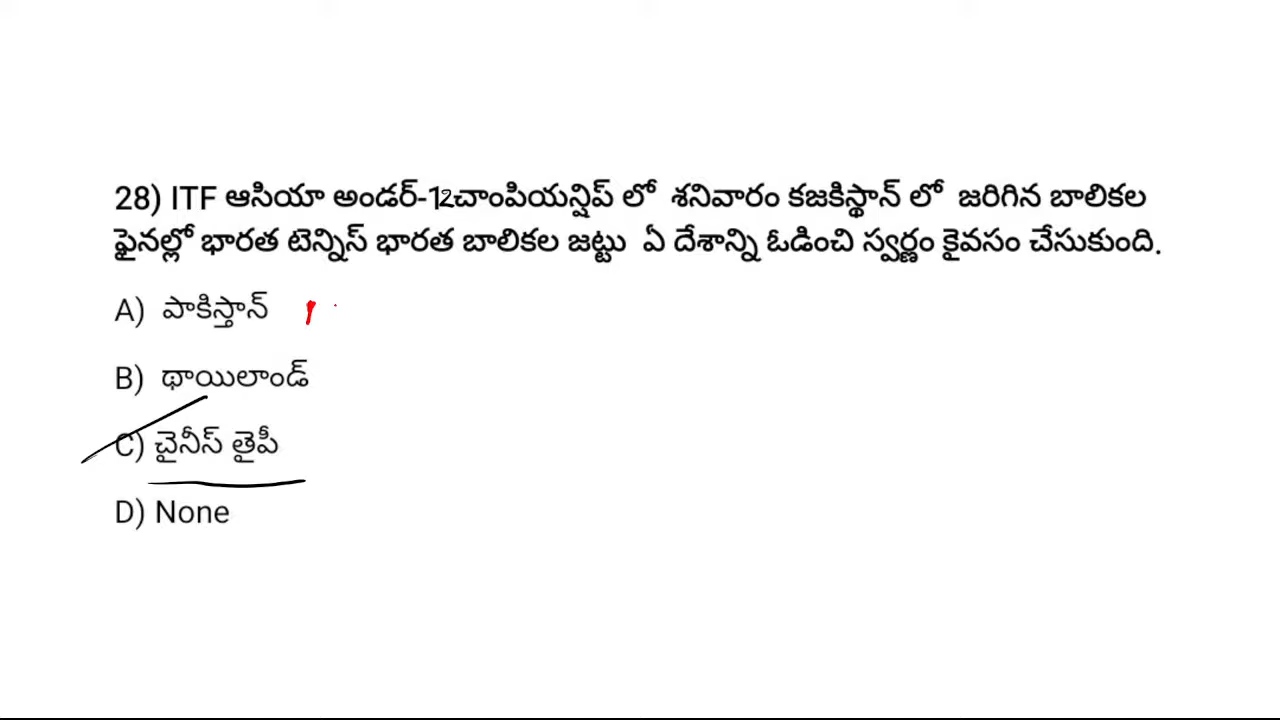 28) ITF ఆసియా అండర్-12చాంపియన్షిప్ లో శనివారం కజకిస్థాన్ లో జరిగిన బాలికల
ఫైనల్లో భారత టెన్నిస్ భారత బాలికల జట్టు ఏ దేశాన్ని ఓడించి స్వర్ణం కైవసం చేసుకుంది.
A) పాకిస్తాన్
B) థాయిలాండ్
C) చైనీస్ తైపీ
D) None